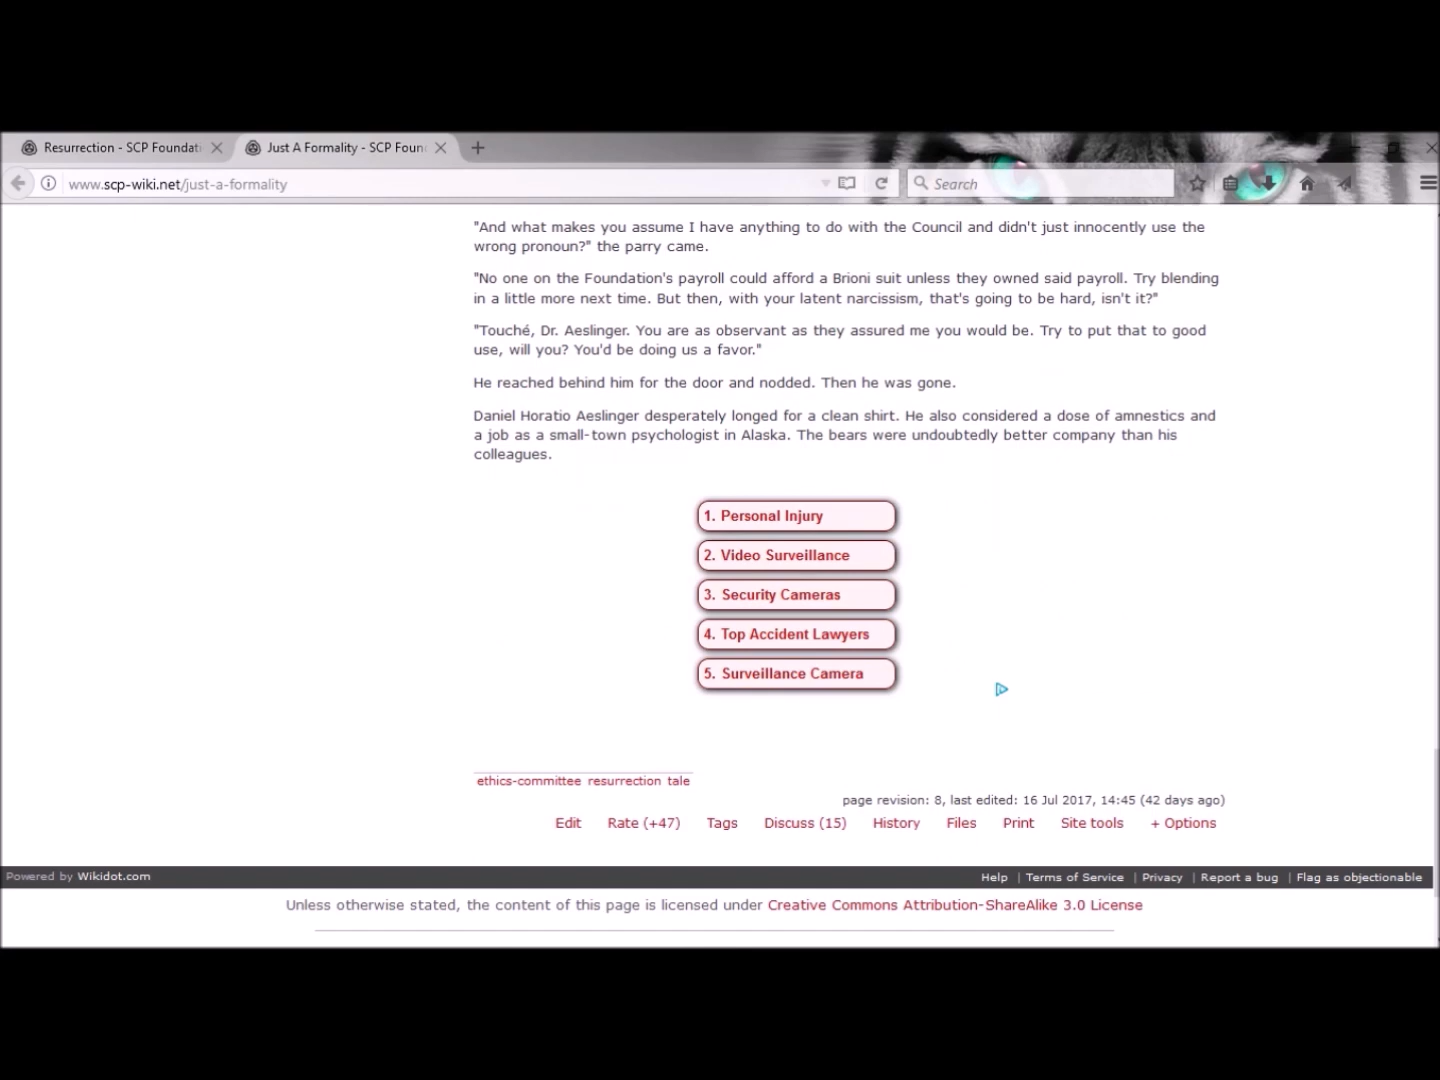 Resurrection - SCP Foundati
Just A Formality - SCP Foun
www.scp-wiki.net/just-a-formality
Search
"And what makes you assume I have anything to do with the Council and didn't just innocently use the
wrong pronoun?" the parry came.
"No one on the Foundation's payroll could afford a Brioni suit unless they owned said payroll. Try blending
in a little more next time. But then, with your latent narcissism, that's going to be hard, isn't it?"
"Touché, Dr. Aeslinger. You are as observant as they assured me you would be. Try to put that to good
use, will you? You'd be doing us a favor."
He reached behind him for the door and nodded. Then he was gone.
Daniel Horatio Aeslinger desperately longed for a clean shirt. He also considered a dose of amnestics and
a job as a small-town psychologist in Alaska. The bears were undoubtedly better company than his
colleagues.
1. Personal Injury
2. Video Surveillance
3. Security Cameras
4. Top Accident Lawyers
5. Surveillance Camera
ethics-committee resurrection tale
page revision: 8, last edited: 16 Jul 2017, 14:45 (42 days ago)
Edit Rate (+47) Tags Discuss (15) History Files Print Site tools + Options
Powered by Wikidot.com
Help | Terms of Service | Privacy | Report a bug | Flag as objectionable
Unless otherwise stated, the content of this page is licensed under Creative Commons Attribution-ShareAlike 3.0 License